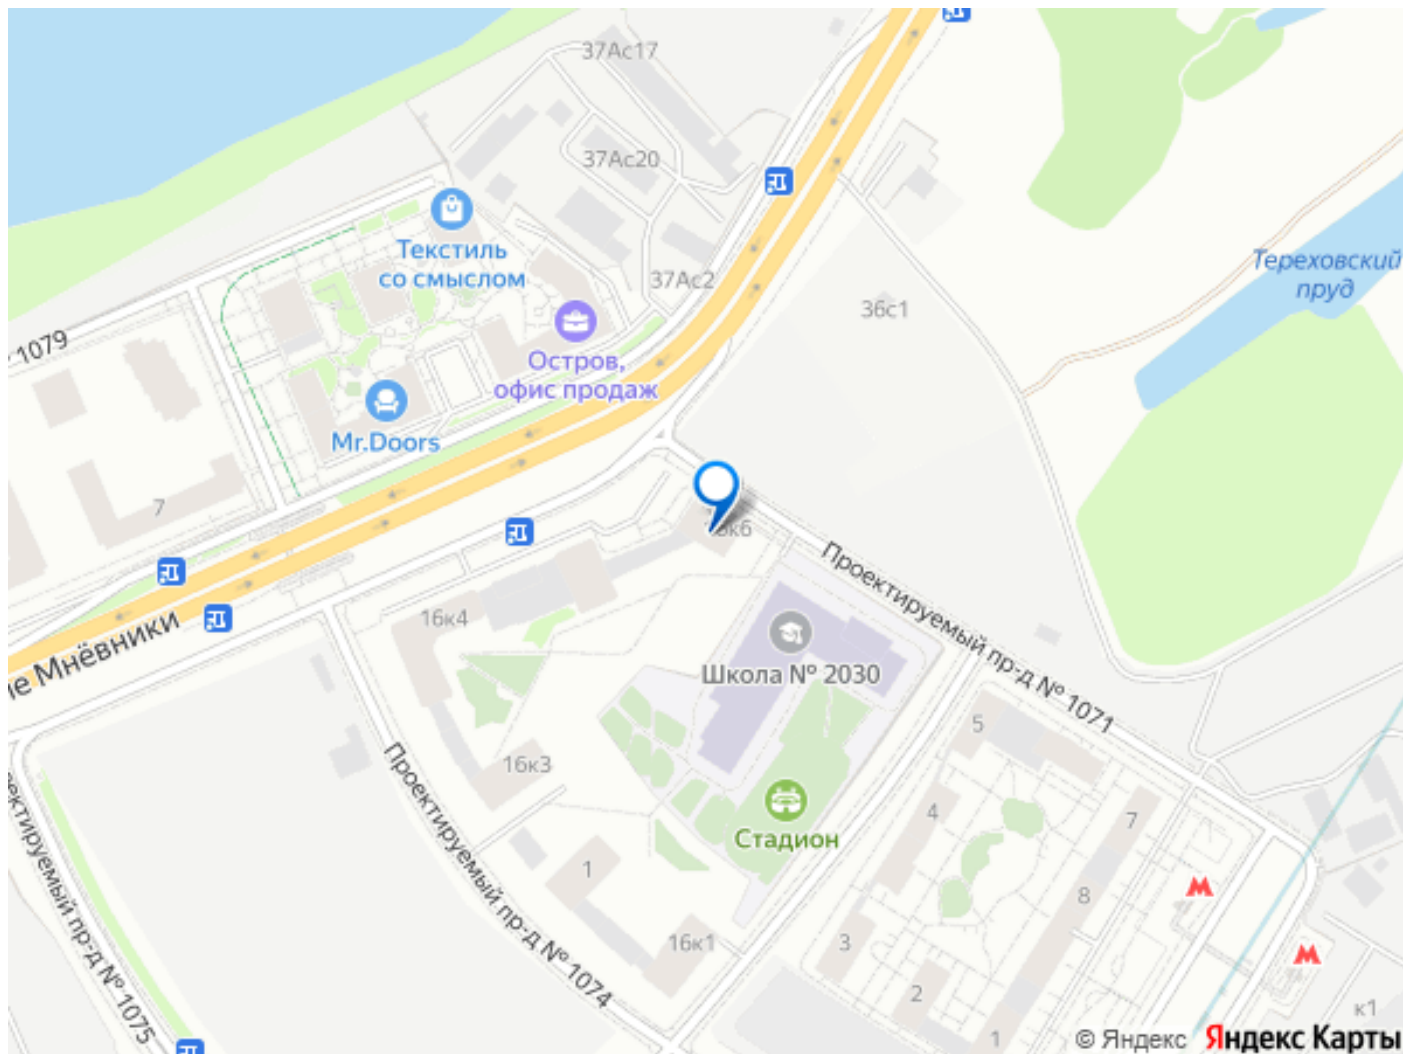 37Ас17
37Ас20
Текстиль
со смыслом
37Ас2
Тереховский
пруд
36с1
1079
Остров,
офис продаж
Mr.Doors
7
16к6
Проектируемый пр-д № 1071
16к4
Школа № 2030
ие Мнёвники
5
16к3
Проектируемый пр-д № 1074
Стадион
4
7
1
8
ектируемый пр-д № 1075
16к1
3
2
1
к1
© Яндекс Яндекс Карты